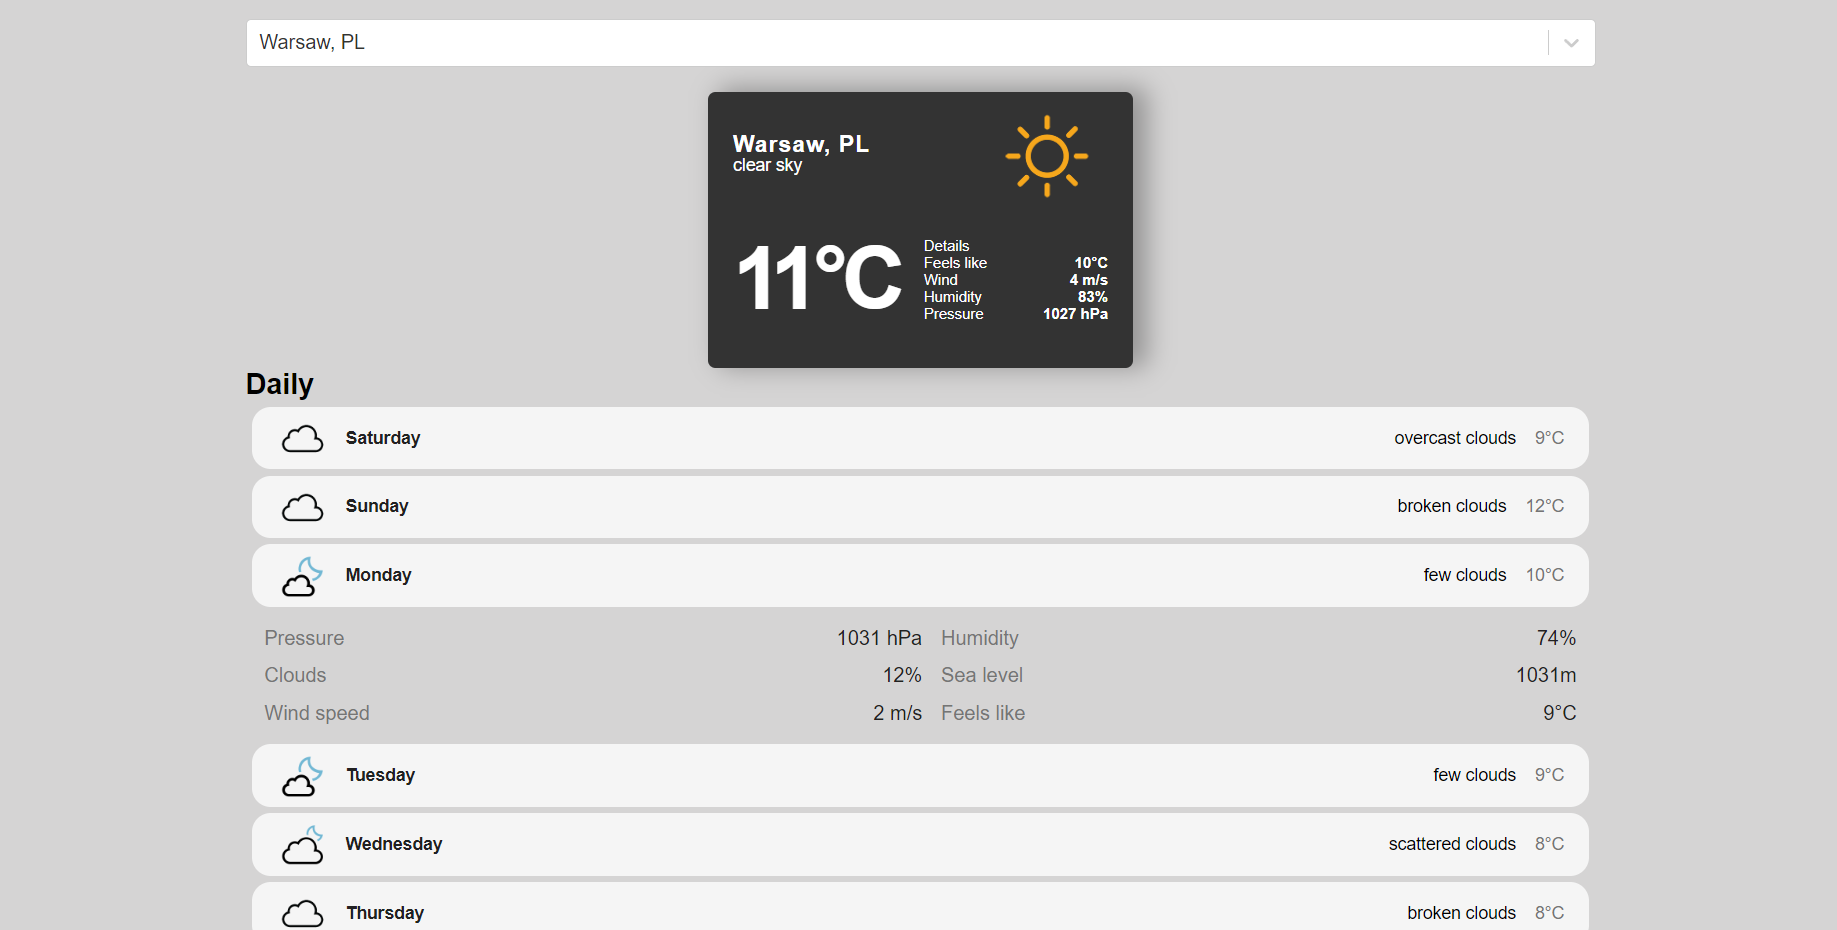 Warsaw, PL
Warsaw, PL
clear sky
11°C
Details
Feels like 10°C
Wind 4 m/s
Humidity 83%
Pressure 1027 hPa
Daily
Saturday overcast clouds 9°C
Sunday broken clouds 12°C
Monday few clouds 10°C
Pressure 1031 hPa Humidity 74%
Clouds 12% Sea level 1031m
Wind speed 2 m/s Feels like 9°C
Tuesday few clouds 9°C
Wednesday scattered clouds 8°C
Thursday broken clouds 8°C